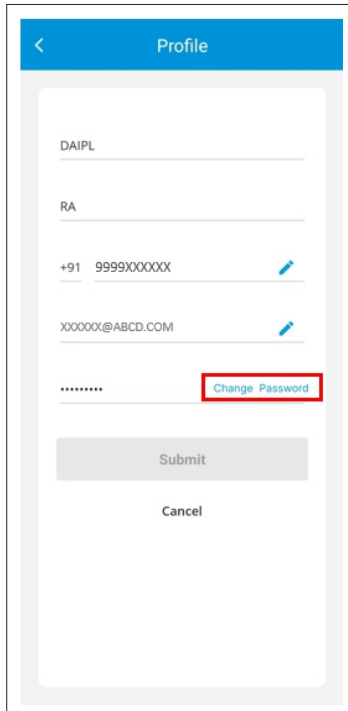 Profile
DAIPL
RA
+91 9999XXXXXX
XXXXXX@ABCD.COM
••••••••• Change Password
Submit
Cancel